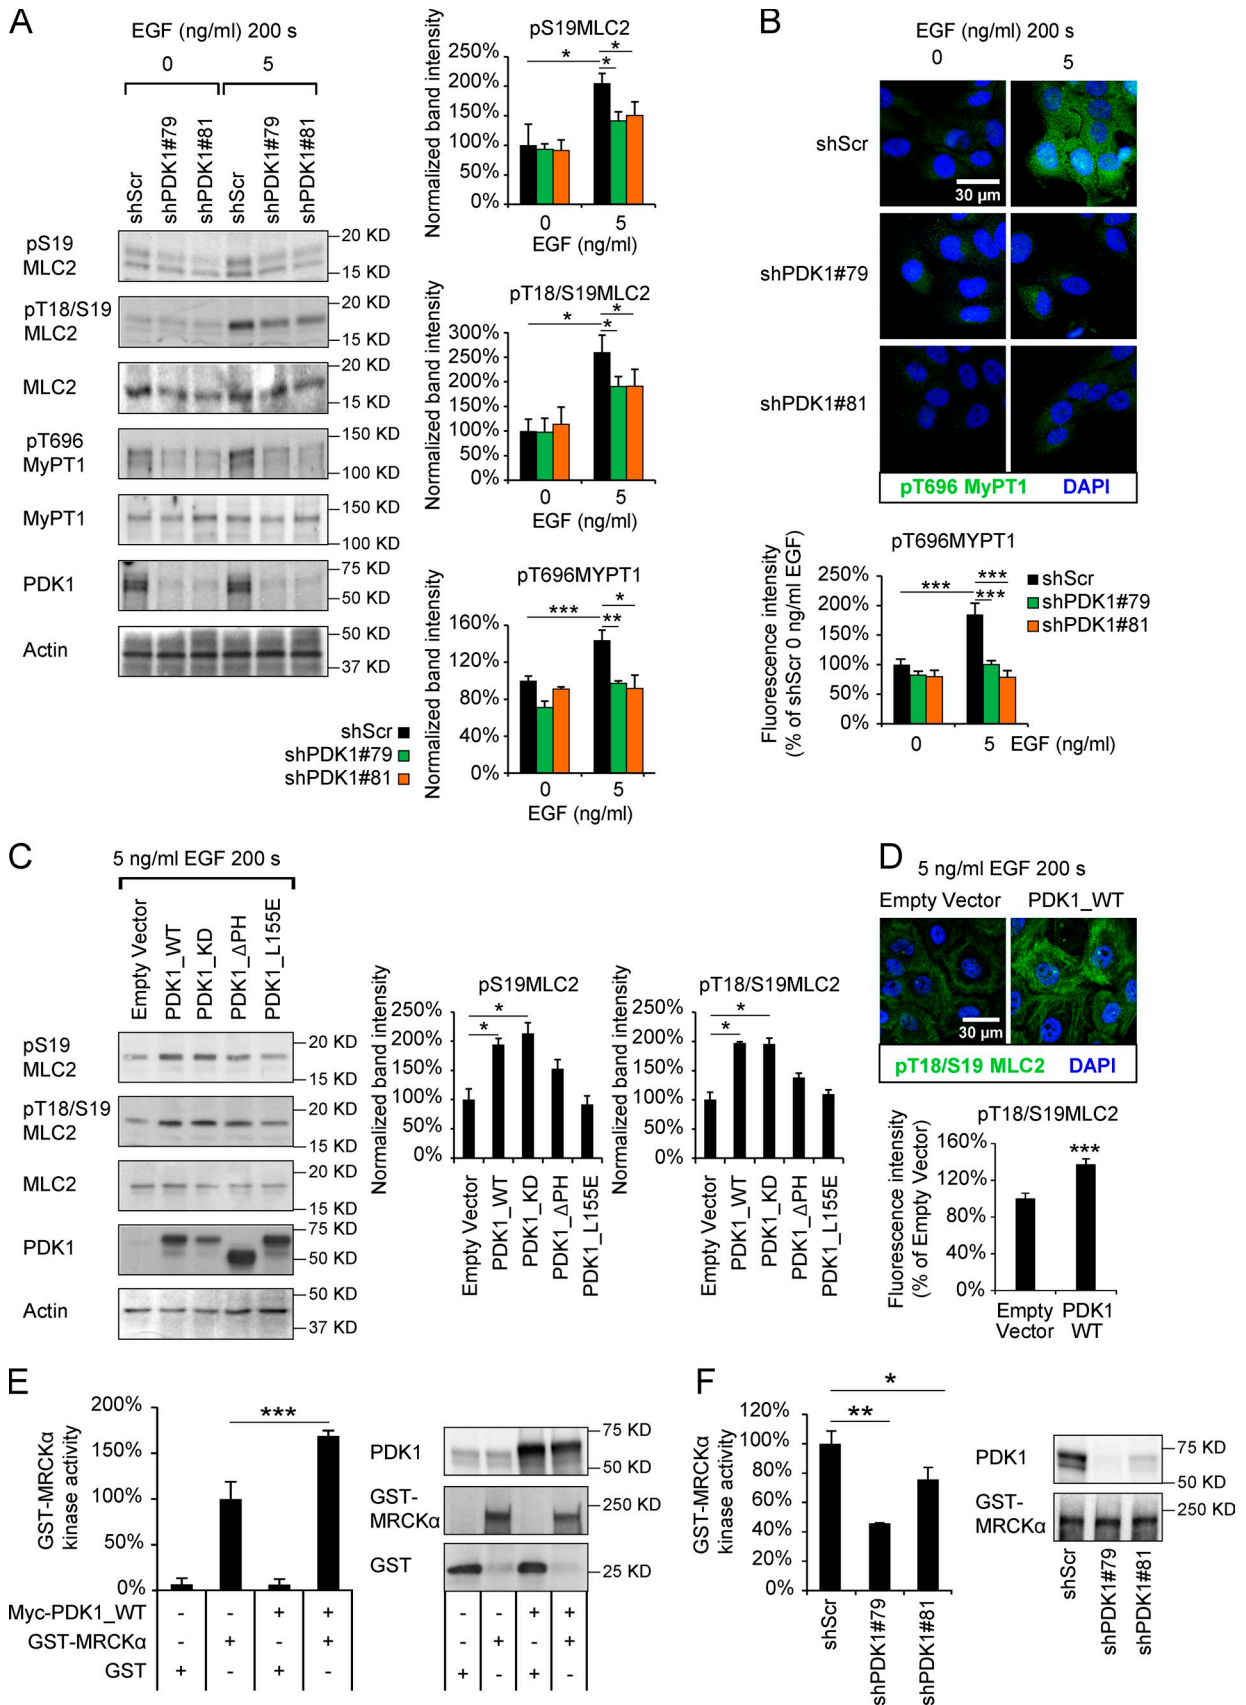 A
EGF (ng/ml) 200 s
0 5
shScr
shPDK1#79
shPDK1#81
shScr
shPDK1#79
shPDK1#81
pS19
MLC2
20 KD
15 KD
pT18/S19
MLC2
20 KD
15 KD
MLC2
20 KD
15 KD
pT696
MyPT1
150 KD
100 KD
MyPT1
150 KD
100 KD
PDK1
75 KD
50 KD
Actin
50 KD
37 KD
shScr
shPDK1#79
shPDK1#81
pS19MLC2
Normalized band intensity
250%
200%
150%
100%
50%
0%
* * *
0 5
EGF (ng/ml)
pT18/S19MLC2
Normalized band intensity
300%
250%
200%
150%
100%
50%
0%
* * *
0 5
EGF (ng/ml)
pT696MYPT1
Normalized band intensity
160%
120%
80%
40%
0%
*** * **
0 5
EGF (ng/ml)
B
EGF (ng/ml) 200 s
0 5
shScr
30 µm
shPDK1#79
shPDK1#81
pT696 MyPT1 DAPI
pT696MYPT1
Fluorescence intensity
(% of shScr 0 ng/ml EGF)
250%
200%
150%
100%
50%
0%
*** *** ***
shScr
shPDK1#79
shPDK1#81
0 5 EGF (ng/ml)
C
5 ng/ml EGF 200 s
Empty Vector
PDK1_WT
PDK1_KD
PDK1_ΔPH
PDK1_L155E
pS19
MLC2
20 KD
15 KD
pT18/S19
MLC2
20 KD
15 KD
MLC2
20 KD
15 KD
PDK1
75 KD
50 KD
Actin
50 KD
37 KD
pS19MLC2
Normalized band intensity
250%
200%
150%
100%
50%
0%
* *
Empty Vector
PDK1_WT
PDK1_KD
PDK1_ΔPH
PDK1_L155E
pT18/S19MLC2
Normalized band intensity
250%
200%
150%
100%
50%
0%
* *
Empty Vector
PDK1_WT
PDK1_KD
PDK1_ΔPH
PDK1_L155E
D
5 ng/ml EGF 200 s
Empty Vector PDK1_WT
30 µm
pT18/S19 MLC2 DAPI
pT18/S19MLC2
Fluorescence intensity
(% of Empty Vector)
160%
120%
80%
40%
0%
***
Empty
Vector
PDK1
WT
E
GST-MRCKα
kinase activity
200%
150%
100%
50%
0%
***
Myc-PDK1_WT - - + +
GST-MRCKα - + - +
GST + - + -
PDK1
75 KD
50 KD
GST-
MRCKα
250 KD
GST
25 KD
- - + +
- + - +
+ - + -
F
GST-MRCKα
kinase activity
120%
100%
80%
60%
40%
20%
0%
*
**
shScr
shPDK1#79
shPDK1#81
PDK1
75 KD
50 KD
GST-
MRCKα
250 KD
shScr
shPDK1#79
shPDK1#81